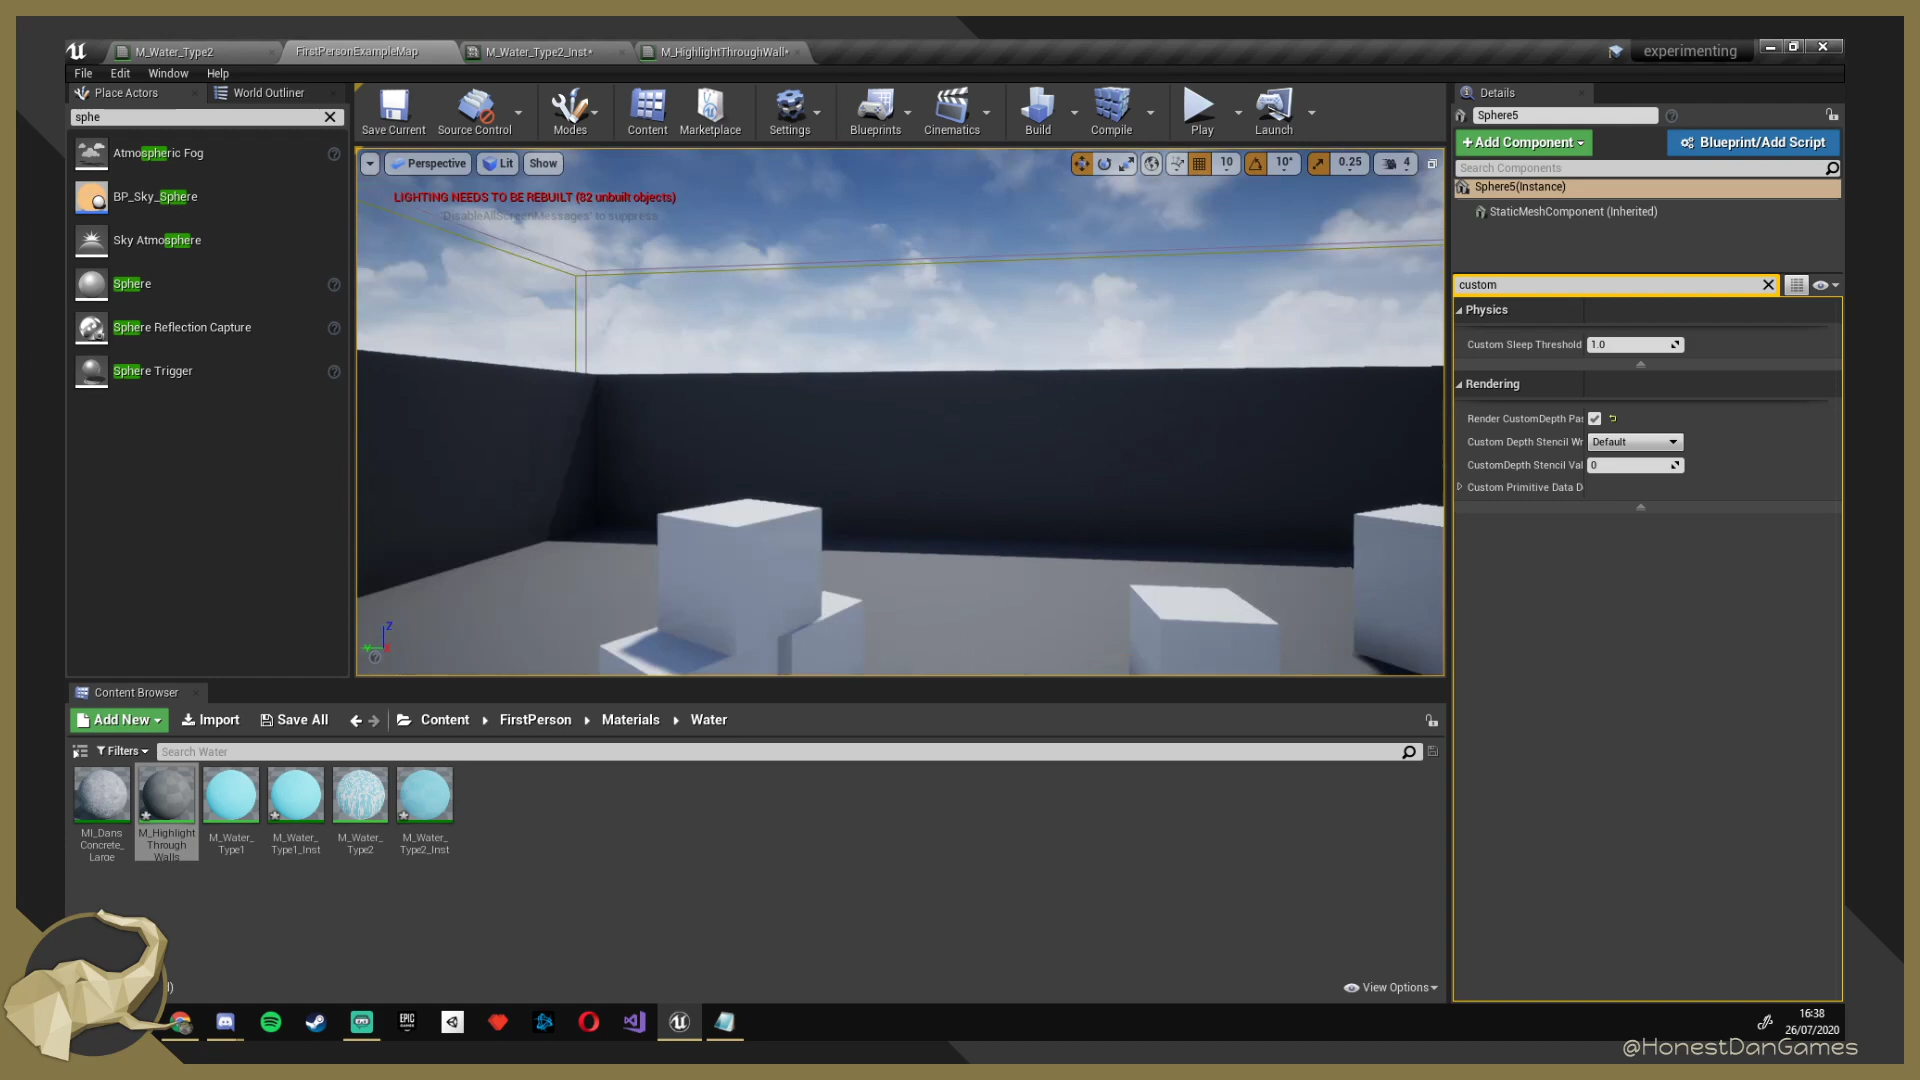 M_Water_Type2
FirstPersonExampleMap
M_Water_Type2_Inst*
M_HighlightThroughWall*
experimenting
File Edit Window Help
Place Actors
World Outliner
sphe
Atmospheric Fog
BP_Sky_Sphere
Sky Atmosphere
Sphere
Sphere Reflection Capture
Sphere Trigger
Save Current
Source Control
Modes
Content
Marketplace
Settings
Blueprints
Cinematics
Build
Compile
Play
Launch
Perspective
Lit
Show
10
10°
0.25
4
LIGHTING NEEDS TO BE REBUILT (82 unbuilt objects)
'DisableAllScreenMessages' to suppress
Details
Sphere5
+Add Component
Blueprint/Add Script
Search Components
Sphere5(Instance)
StaticMeshComponent (Inherited)
custom
Physics
Custom Sleep Threshold
1.0
Rendering
Render CustomDepth Pas
Custom Depth Stencil Wr
Default
CustomDepth Stencil Val
0
Custom Primitive Data D
Content Browser
Add New
Import
Save All
Content
FirstPerson
Materials
Water
Filters
Search Water
MI_Dans
Concrete_
Large
M_Highlight
Through
Walls
M_Water_
Type1
M_Water_
Type1_Inst
M_Water_
Type2
M_Water_
Type2_Inst
View Options
EPIC
GAMES
16:38
26/07/2020
@HonestDanGames